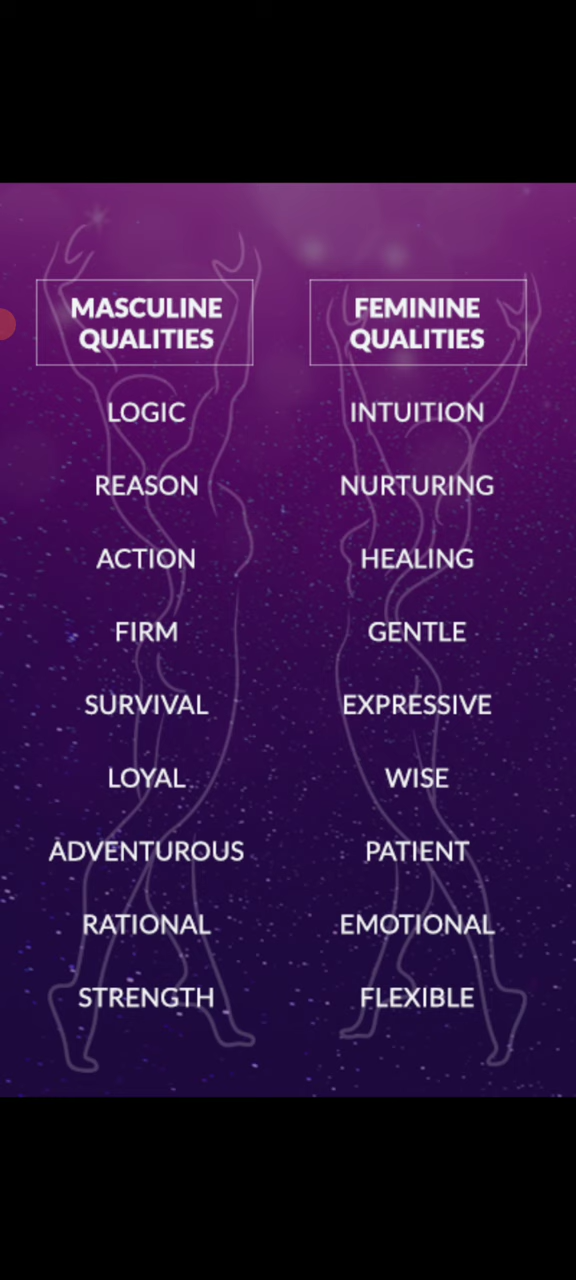 MASCULINE
QUALITIES
LOGIC
REASON
ACTION
FIRM
SURVIVAL
LOYAL
ADVENTUROUS
RATIONAL
STRENGTH
FEMININE
QUALITIES
INTUITION
NURTURING
HEALING
GENTLE
EXPRESSIVE
WISE
PATIENT
EMOTIONAL
FLEXIBLE